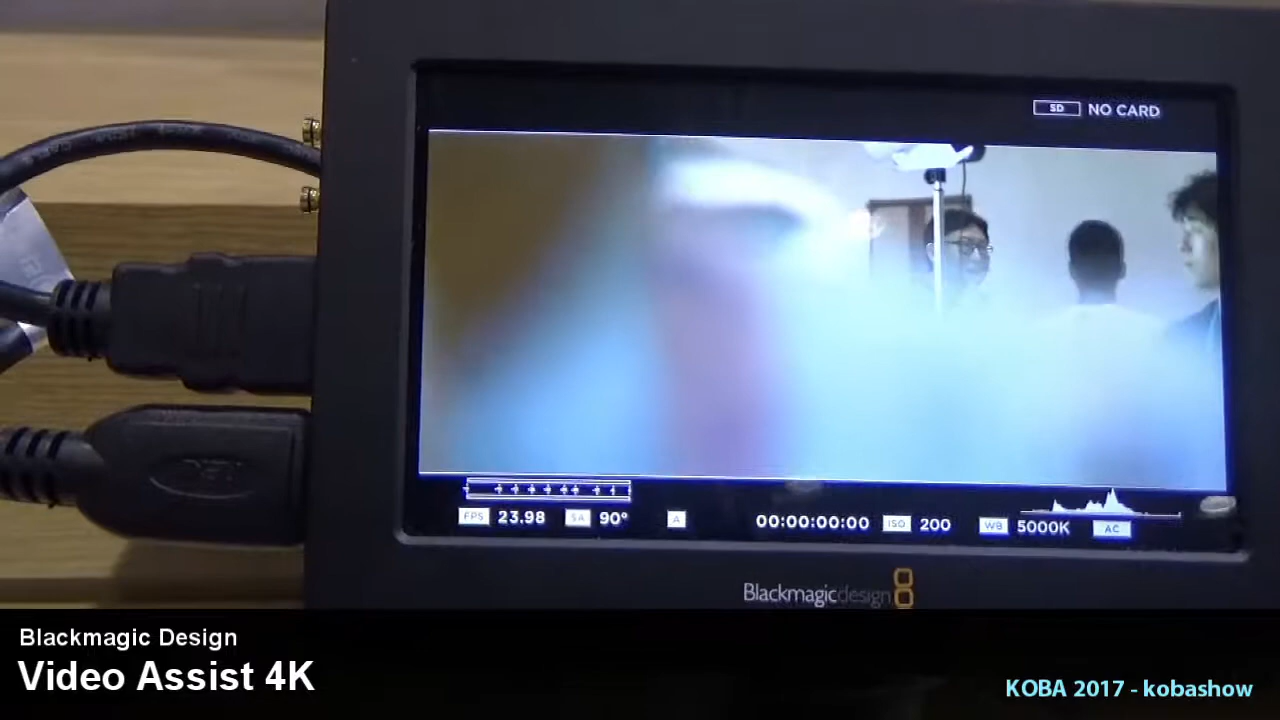 SD NO CARD
FPS 23.98 SA 90° A 00:00:00:00 ISO 200 WB 5000K AC
Blackmagicdesign
Blackmagic Design
Video Assist 4K
KOBA 2017 - kobashow